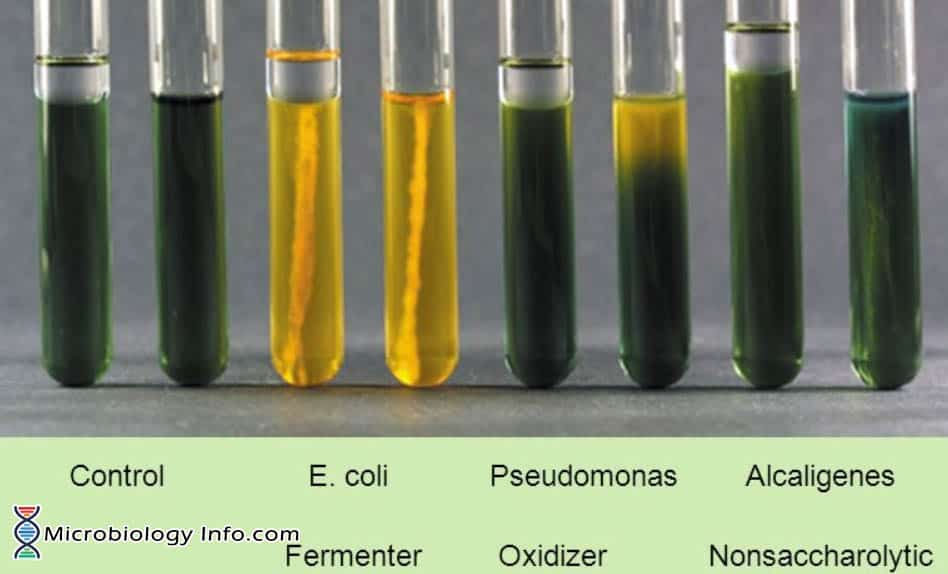 Control E. coli Pseudomonas Alcaligenes
Microbiology Info.com
Fermenter Oxidizer Nonsaccharolytic